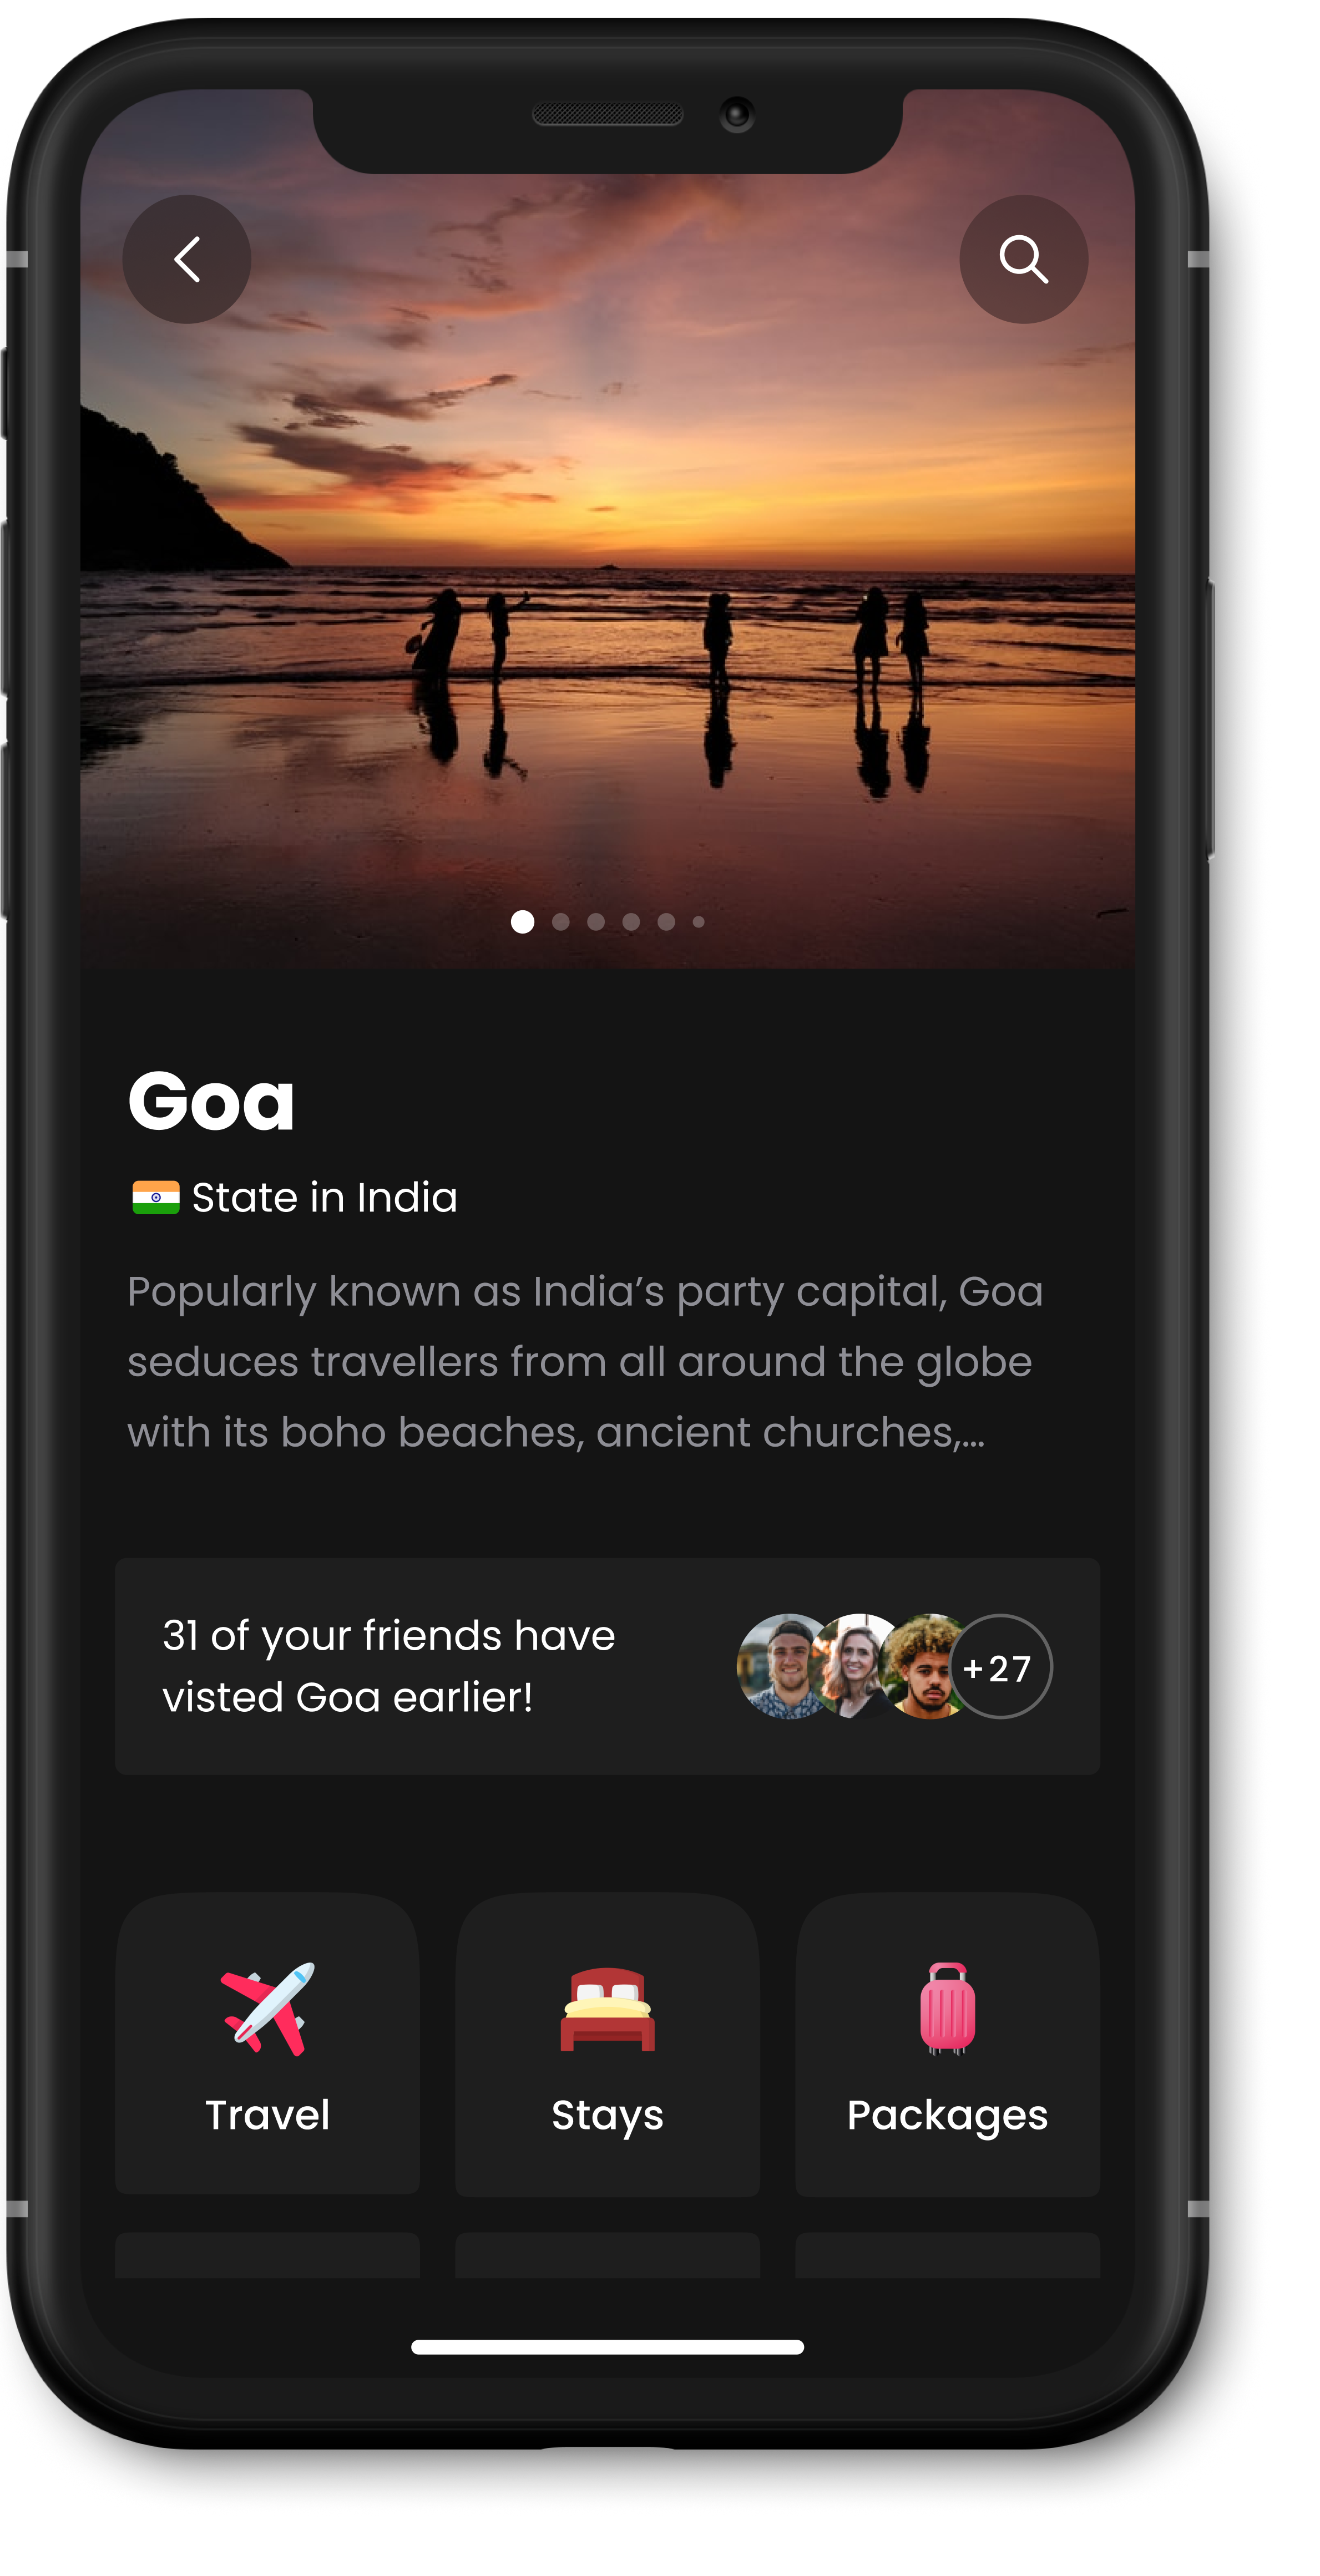 Goa
State in India
Popularly known as India’s party capital, Goa
seduces travellers from all around the globe
with its boho beaches, ancient churches,...
31 of your friends have
visted Goa earlier!
+27
Travel
Stays
Packages